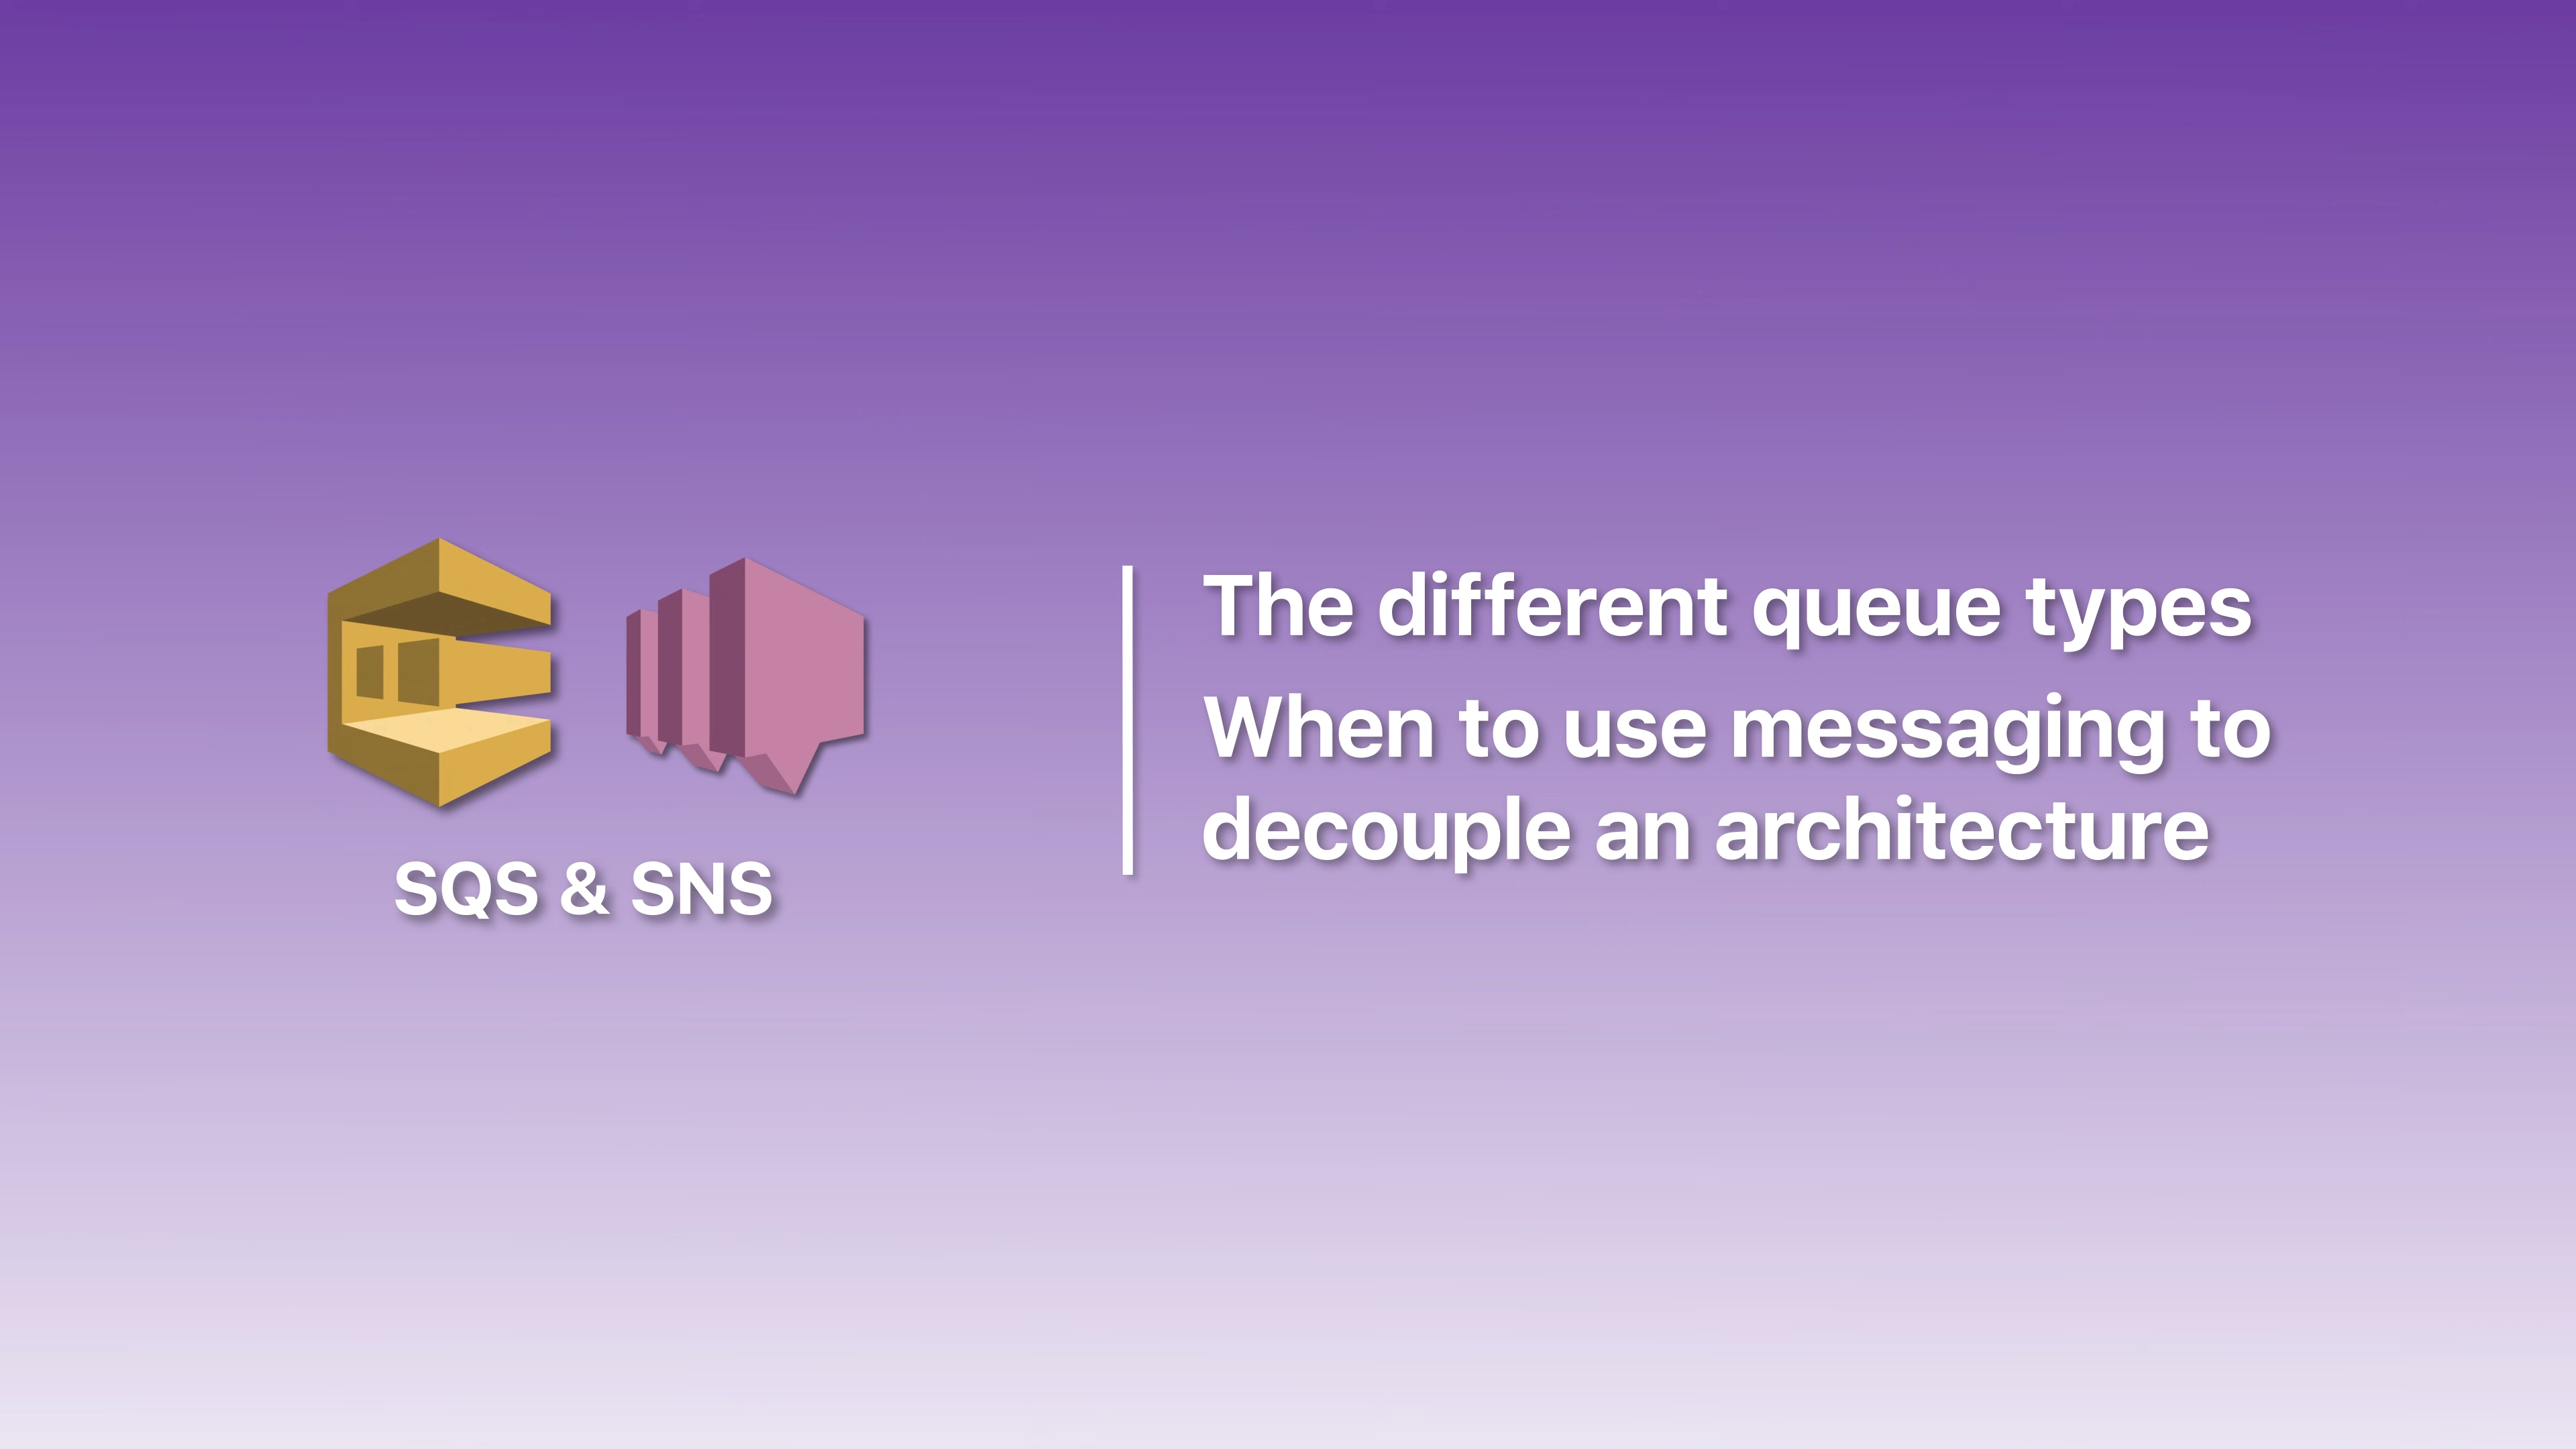 SQS & SNS
The different queue types
When to use messaging to
decouple an architecture